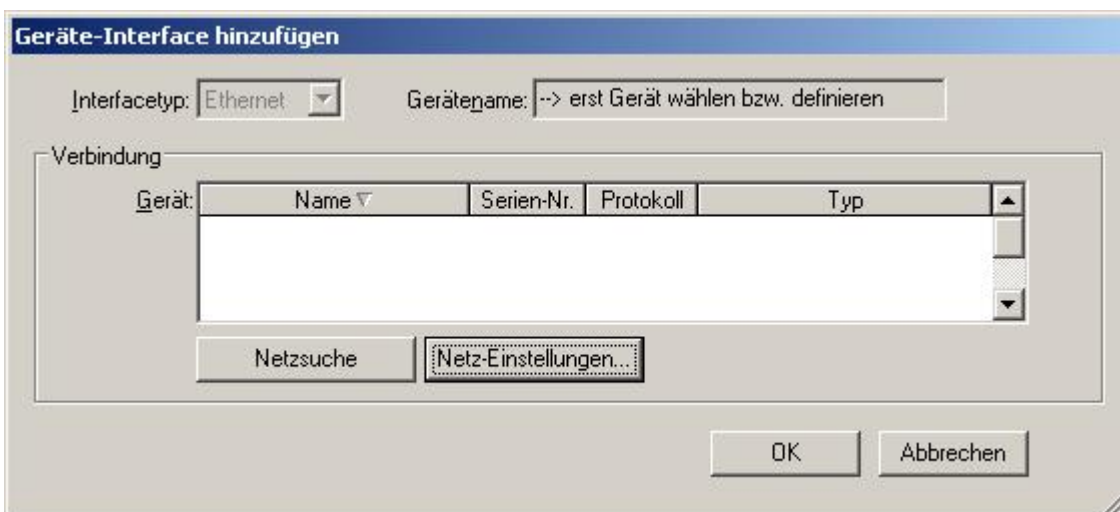 Geräte-Interface hinzufügen
Interfacetyp: Ethernet Gerätename: --> erst Gerät wählen bzw. definieren
Verbindung
Gerät: Name Serien-Nr. Protokoll Typ
Netzsuche Netz-Einstellungen...
OK Abbrechen